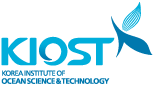 KIOST
KOREA INSTITUTE OF
OCEAN SCIENCE & TECHNOLOGY